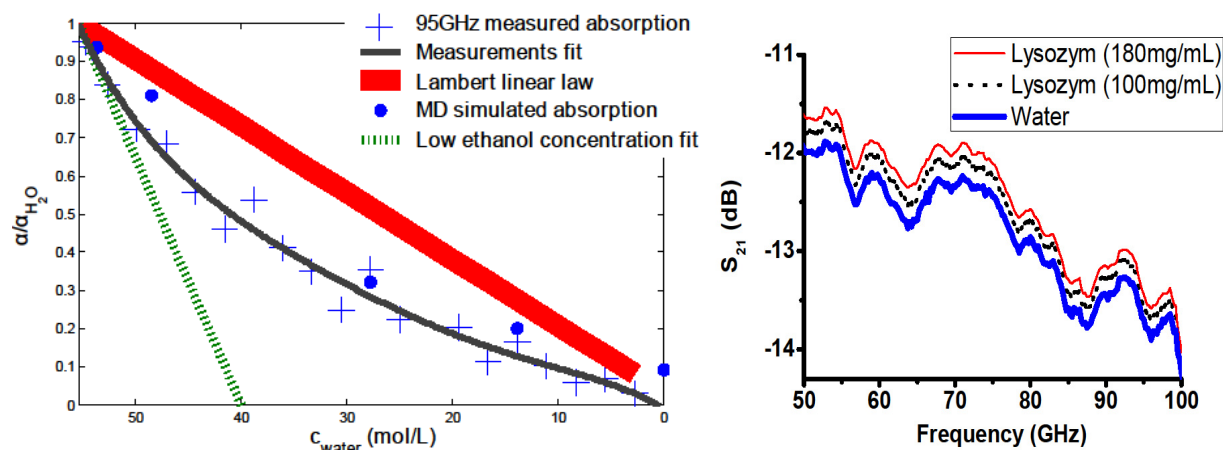 95GHz measured absorption
Measurements fit
Lambert linear law
MD simulated absorption
Low ethanol concentration fit
α/αH2O
1
0.9
0.8
0.7
0.6
0.5
0.4
0.3
0.2
0.1
0
50
40
30
20
10
0
cwater (mol/L)
Lysozym (180mg/mL)
Lysozym (100mg/mL)
Water
S21 (dB)
-11
-12
-13
-14
50
60
70
80
90
100
Frequency (GHz)